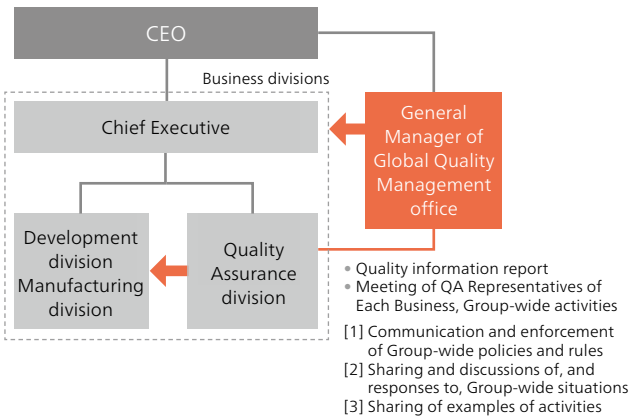 CEO
Business divisions
Chief Executive
General
Manager of
Global Quality
Management
office
Development
division
Manufacturing
division
Quality
Assurance
division
• Quality information report
• Meeting of QA Representatives of
Each Business, Group-wide activities
[1] Communication and enforcement
of Group-wide policies and rules
[2] Sharing and discussions of, and
responses to, Group-wide situations
[3] Sharing of examples of activities